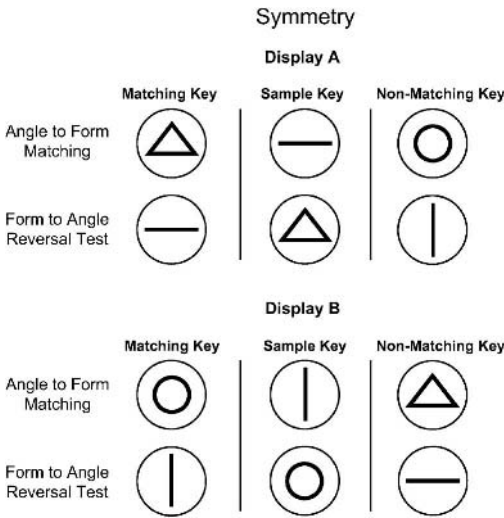 Symmetry
Display A
Matching Key Sample Key Non-Matching Key
Angle to Form
Matching
Form to Angle
Reversal Test
Display B
Matching Key Sample Key Non-Matching Key
Angle to Form
Matching
Form to Angle
Reversal Test